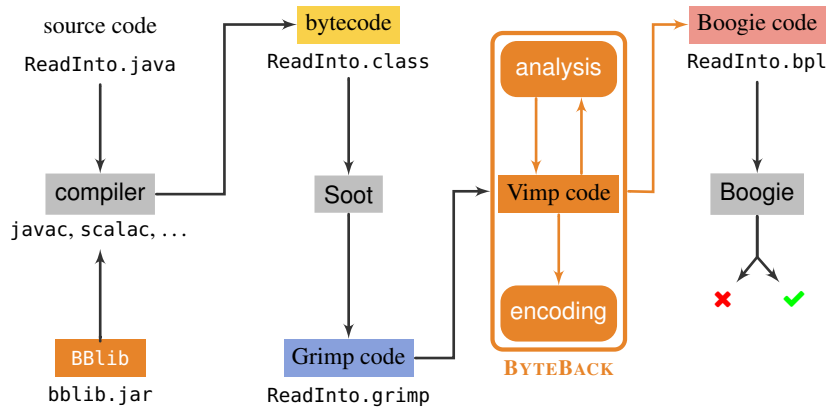 source code
ReadInto.java
compiler
javac, scalac, ...
BBlib
bblib.jar
bytecode
ReadInto.class
Soot
Grimp code
ReadInto.grimp
analysis
Vimp code
encoding
BYTEBACK
Boogie code
ReadInto.bpl
Boogie